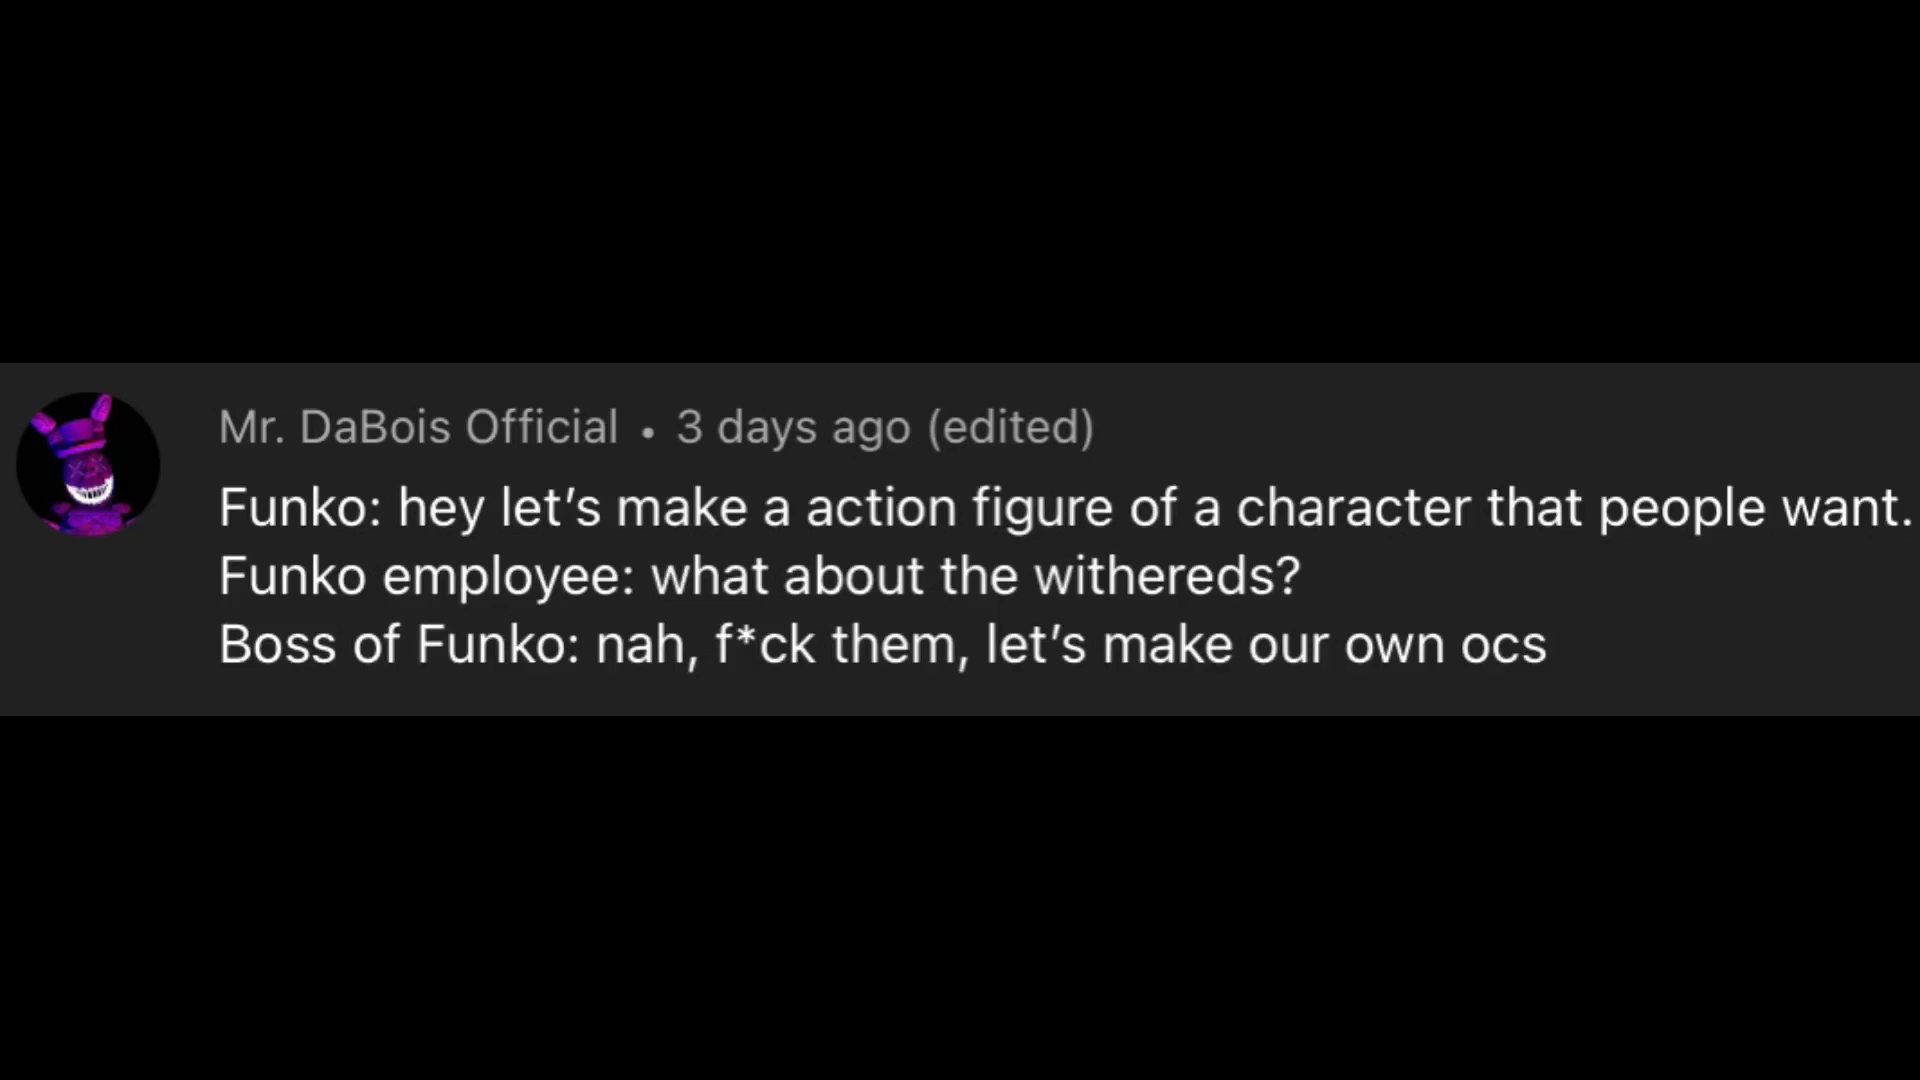 Mr. DaBois Official • 3 days ago (edited)
Funko: hey let’s make a action figure of a character that people want.
Funko employee: what about the withereds?
Boss of Funko: nah, f*ck them, let’s make our own ocs